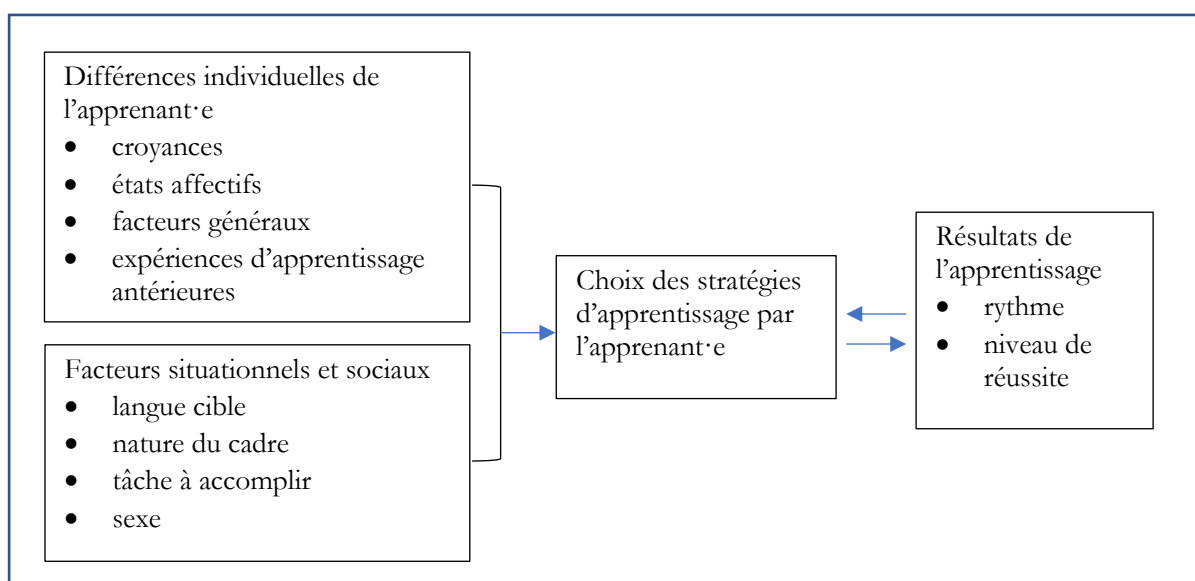 Différences individuelles de
l’apprenant·e
• croyances
• états affectifs
• facteurs généraux
• expériences d’apprentissage
antérieures
Facteurs situationnels et sociaux
• langue cible
• nature du cadre
• tâche à accomplir
• sexe
Choix des stratégies
d’apprentissage par
l’apprenant·e
Résultats de
l’apprentissage
• rythme
• niveau de
réussite